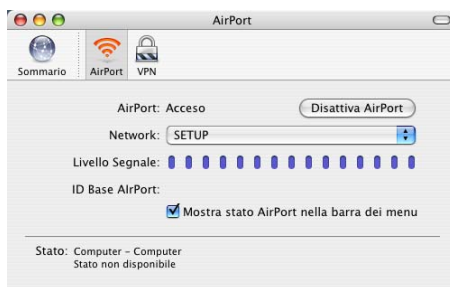 AirPort
Sommario AirPort VPN
AirPort: Acceso Disattiva AirPort
Network: SETUP
Livello Segnale:
ID Base AIrPort:
Mostra stato AirPort nella barra dei menu
Stato: Computer - Computer
Stato non disponibile